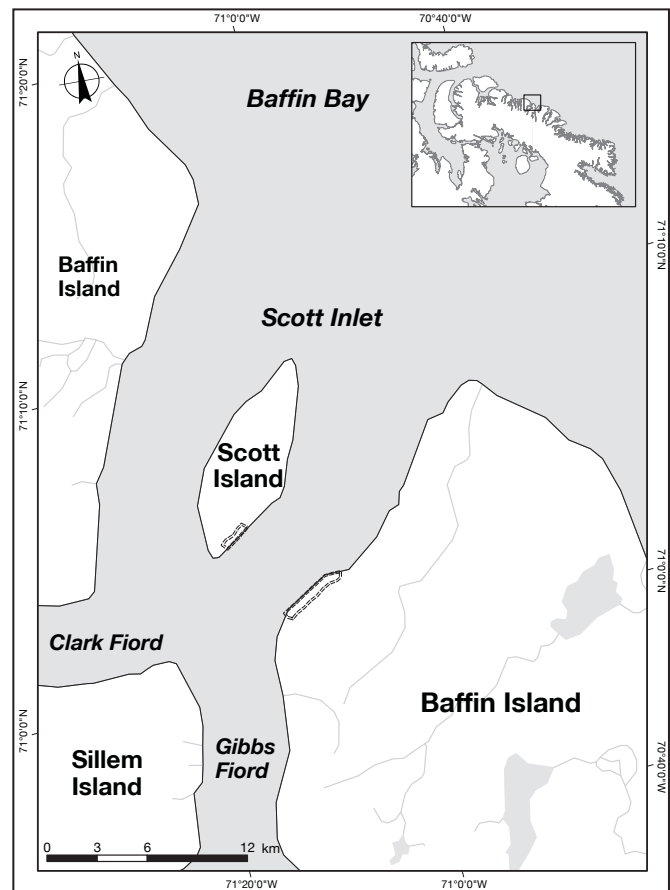 71°0'0"W
70°40'0"W
71°20'0"N
N
Baffin Bay
71°10'0"N
Baffin
Island
Scott Inlet
71°10'0"N
Scott
Island
71°0'0"N
Clark Fiord
Baffin Island
71°0'0"N
Gibbs
Fiord
Sillem
Island
70°40'0"W
0 3 6 12 km
71°20'0"W
71°0'0"W